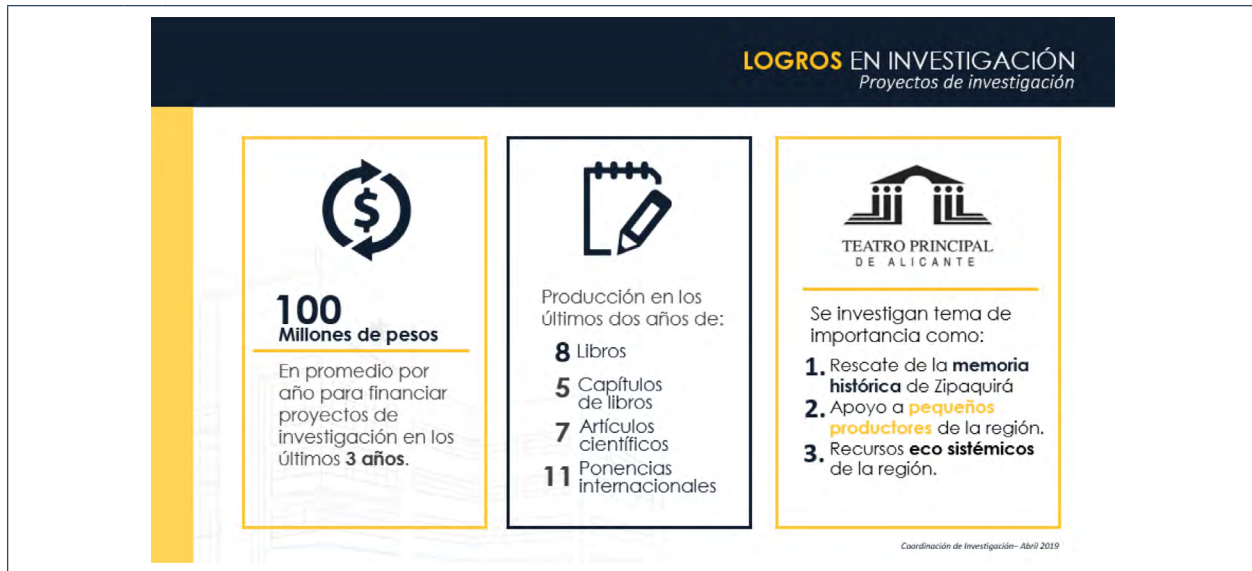 LOGROS EN INVESTIGACIÓN
Proyectos de investigación
$
100
Millones de pesos
En promedio por
año para financiar
proyectos de
investigación en los
últimos 3 años.
Producción en los
últimos dos años de:
8 Libros
5 Capítulos
de libros
7 Artículos
científicos
11 Ponencias
internacionales
TEATRO PRINCIPAL
DE ALICANTE
Se investigan tema de
importancia como:
1. Rescate de la memoria
histórica de Zipaquirá
2. Apoyo a pequeños
productores de la región.
3. Recursos eco sistémicos
de la región.
Coordinación de Investigación– Abril 2019